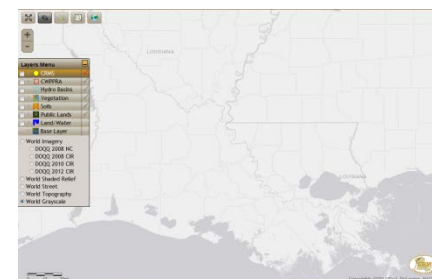 LOUISIANA
Layers Menu
CRMS
CWPPRA
Hydro Basins
Vegetation
Soils
Public Lands
Land/Water
Base Layer
World Imagery
DOQQ 2008 NC
DOQQ 2008 CIR
DOQQ 2010 CIR
DOQQ 2012 CIR
World Shaded Relief
World Street
World Topography
World Grayscale
LOUISIANA